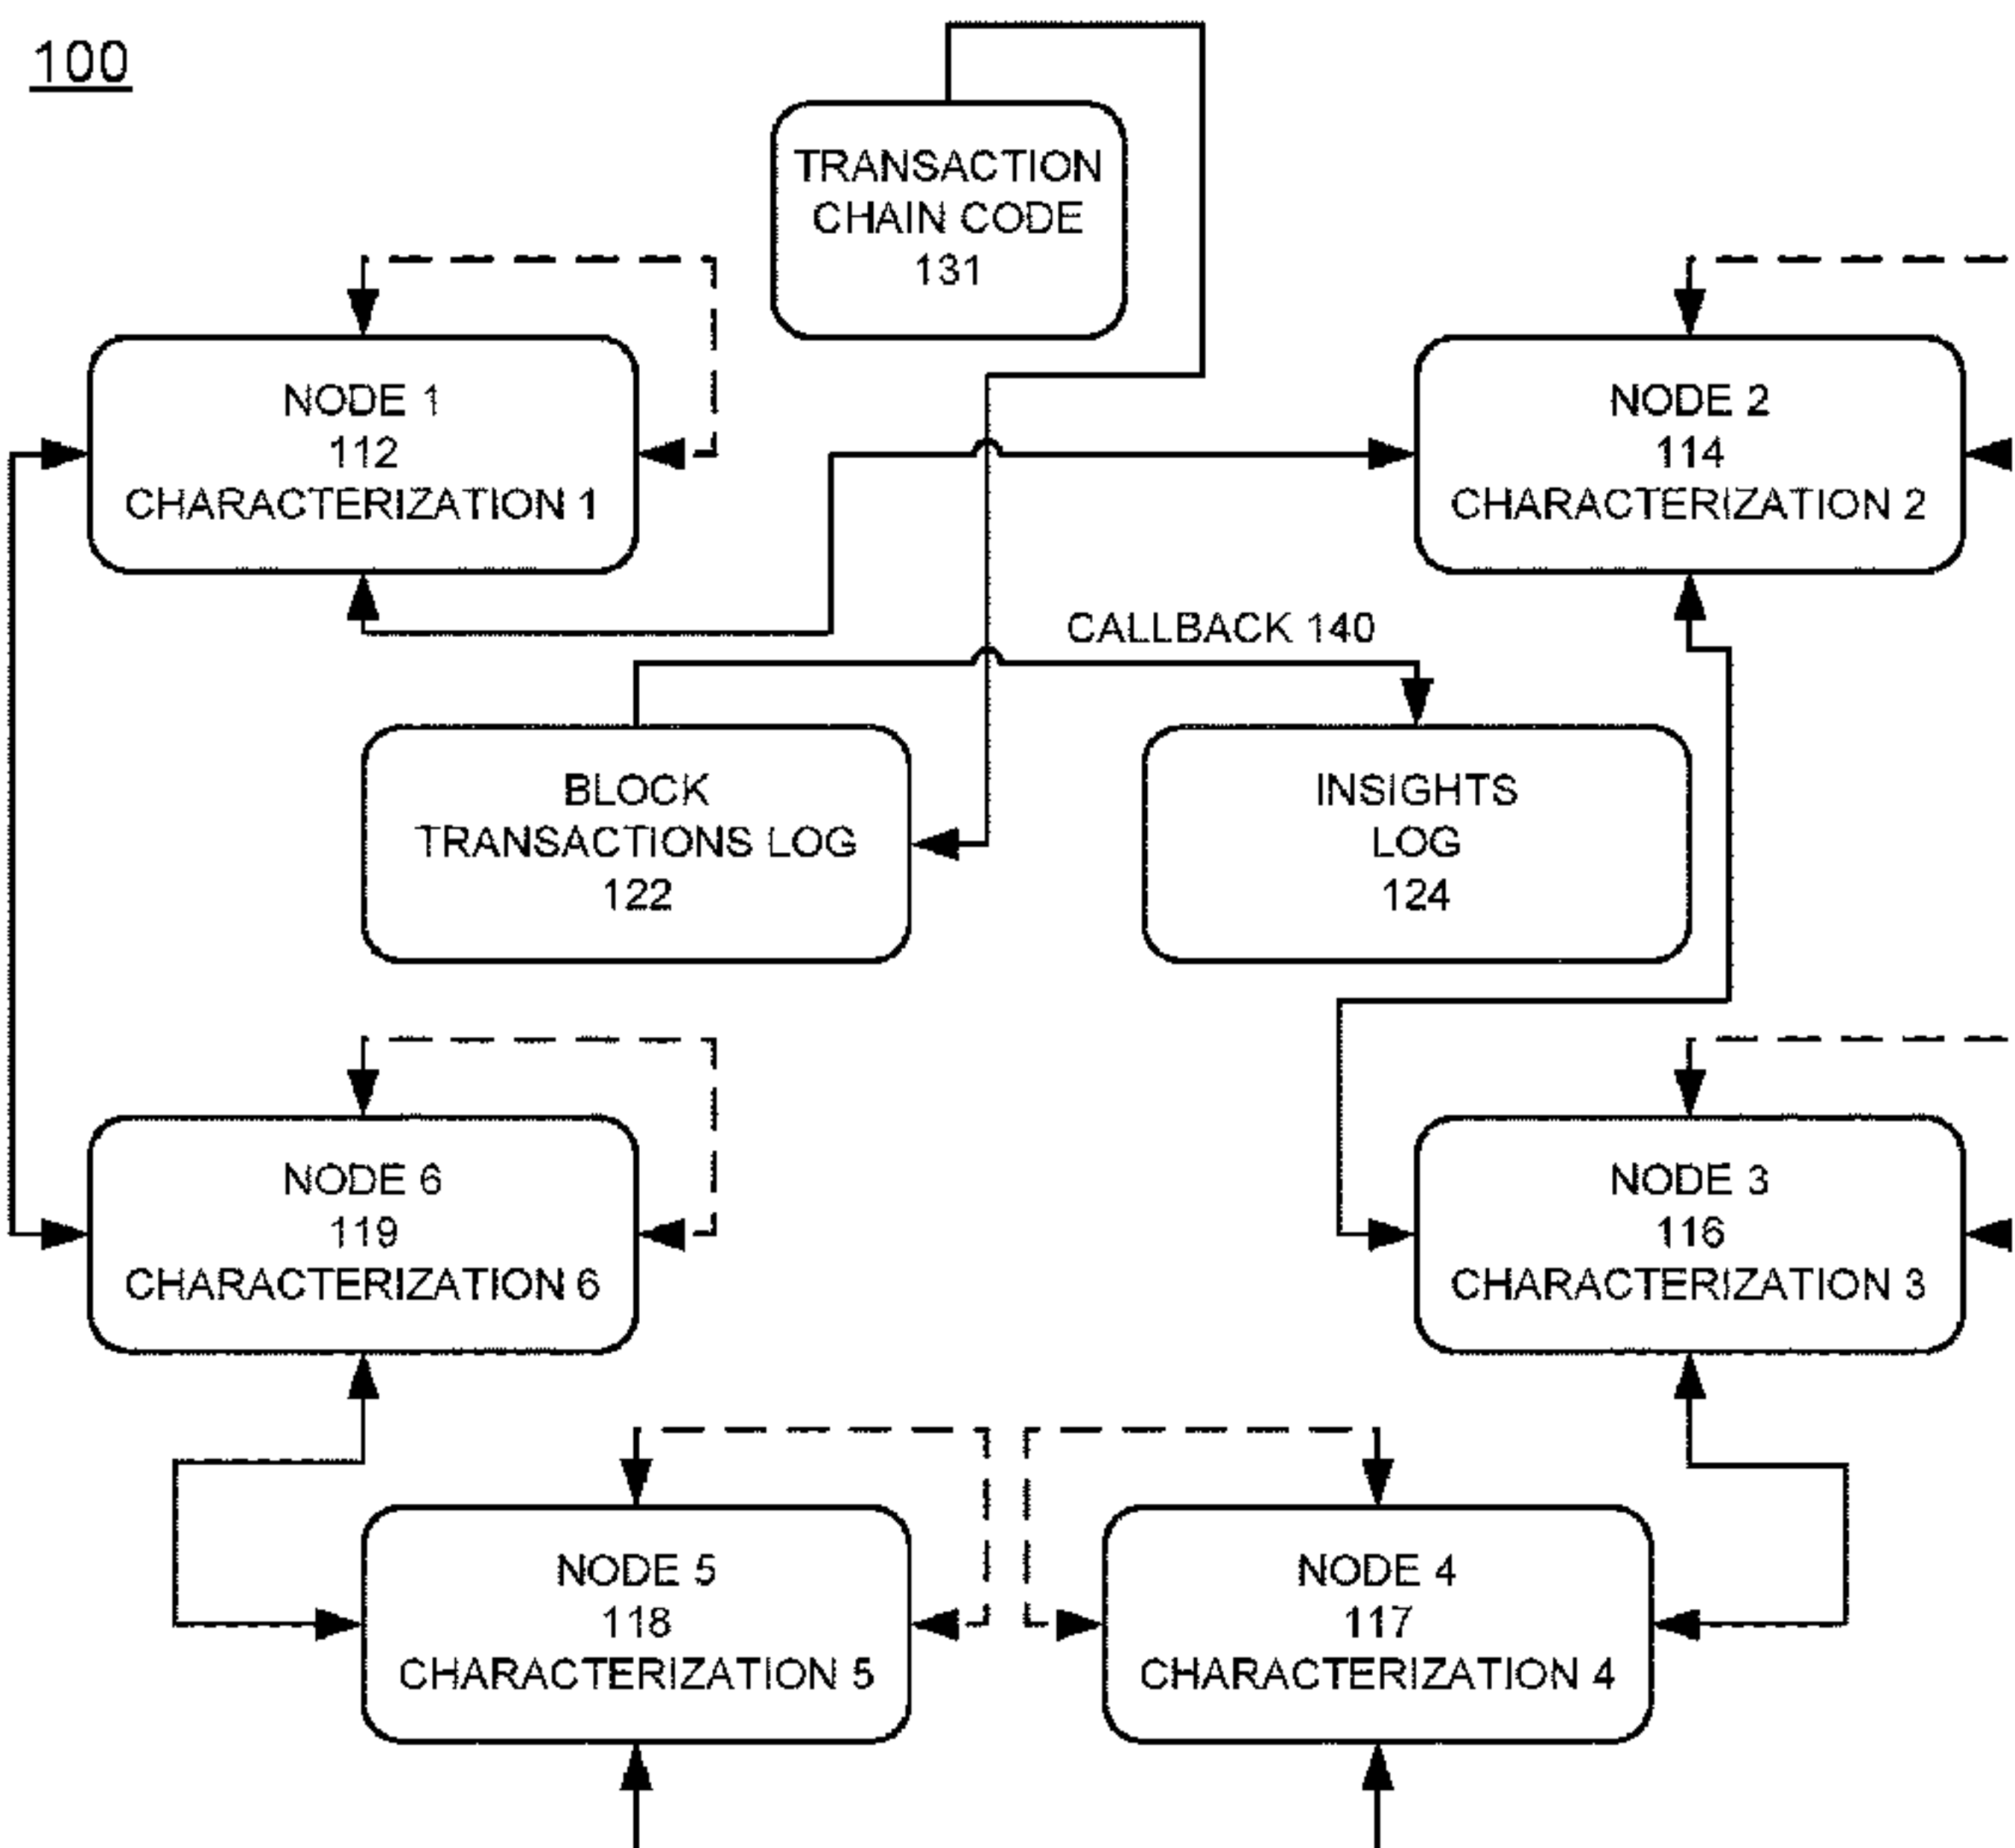 100
TRANSACTION
CHAIN CODE
131
NODE 1
112
CHARACTERIZATION 1
NODE 2
114
CHARACTERIZATION 2
CALLBACK 140
BLOCK
TRANSACTIONS LOG
122
INSIGHTS
LOG
124
NODE 6
119
CHARACTERIZATION 6
NODE 3
116
CHARACTERIZATION 3
NODE 5
118
CHARACTERIZATION 5
NODE 4
117
CHARACTERIZATION 4